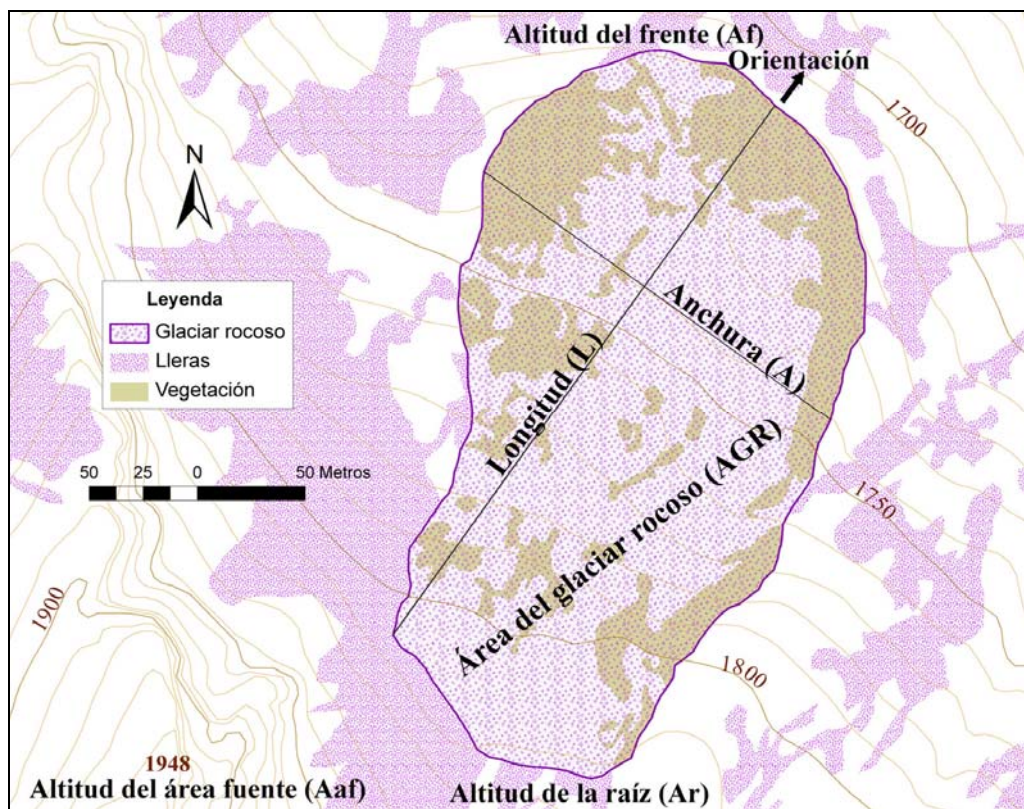 Altitud del frente (Af)
Orientación
1700
N
Leyenda
Glaciar rocoso
Lleras
Vegetación
Anchura (A)
Longitud (L)
50 25 0 50 Metros
Área del glaciar rocoso (AGR)
1750
1900
1800
1948
Altitud del área fuente (Aaf)
Altitud de la raíz (Ar)